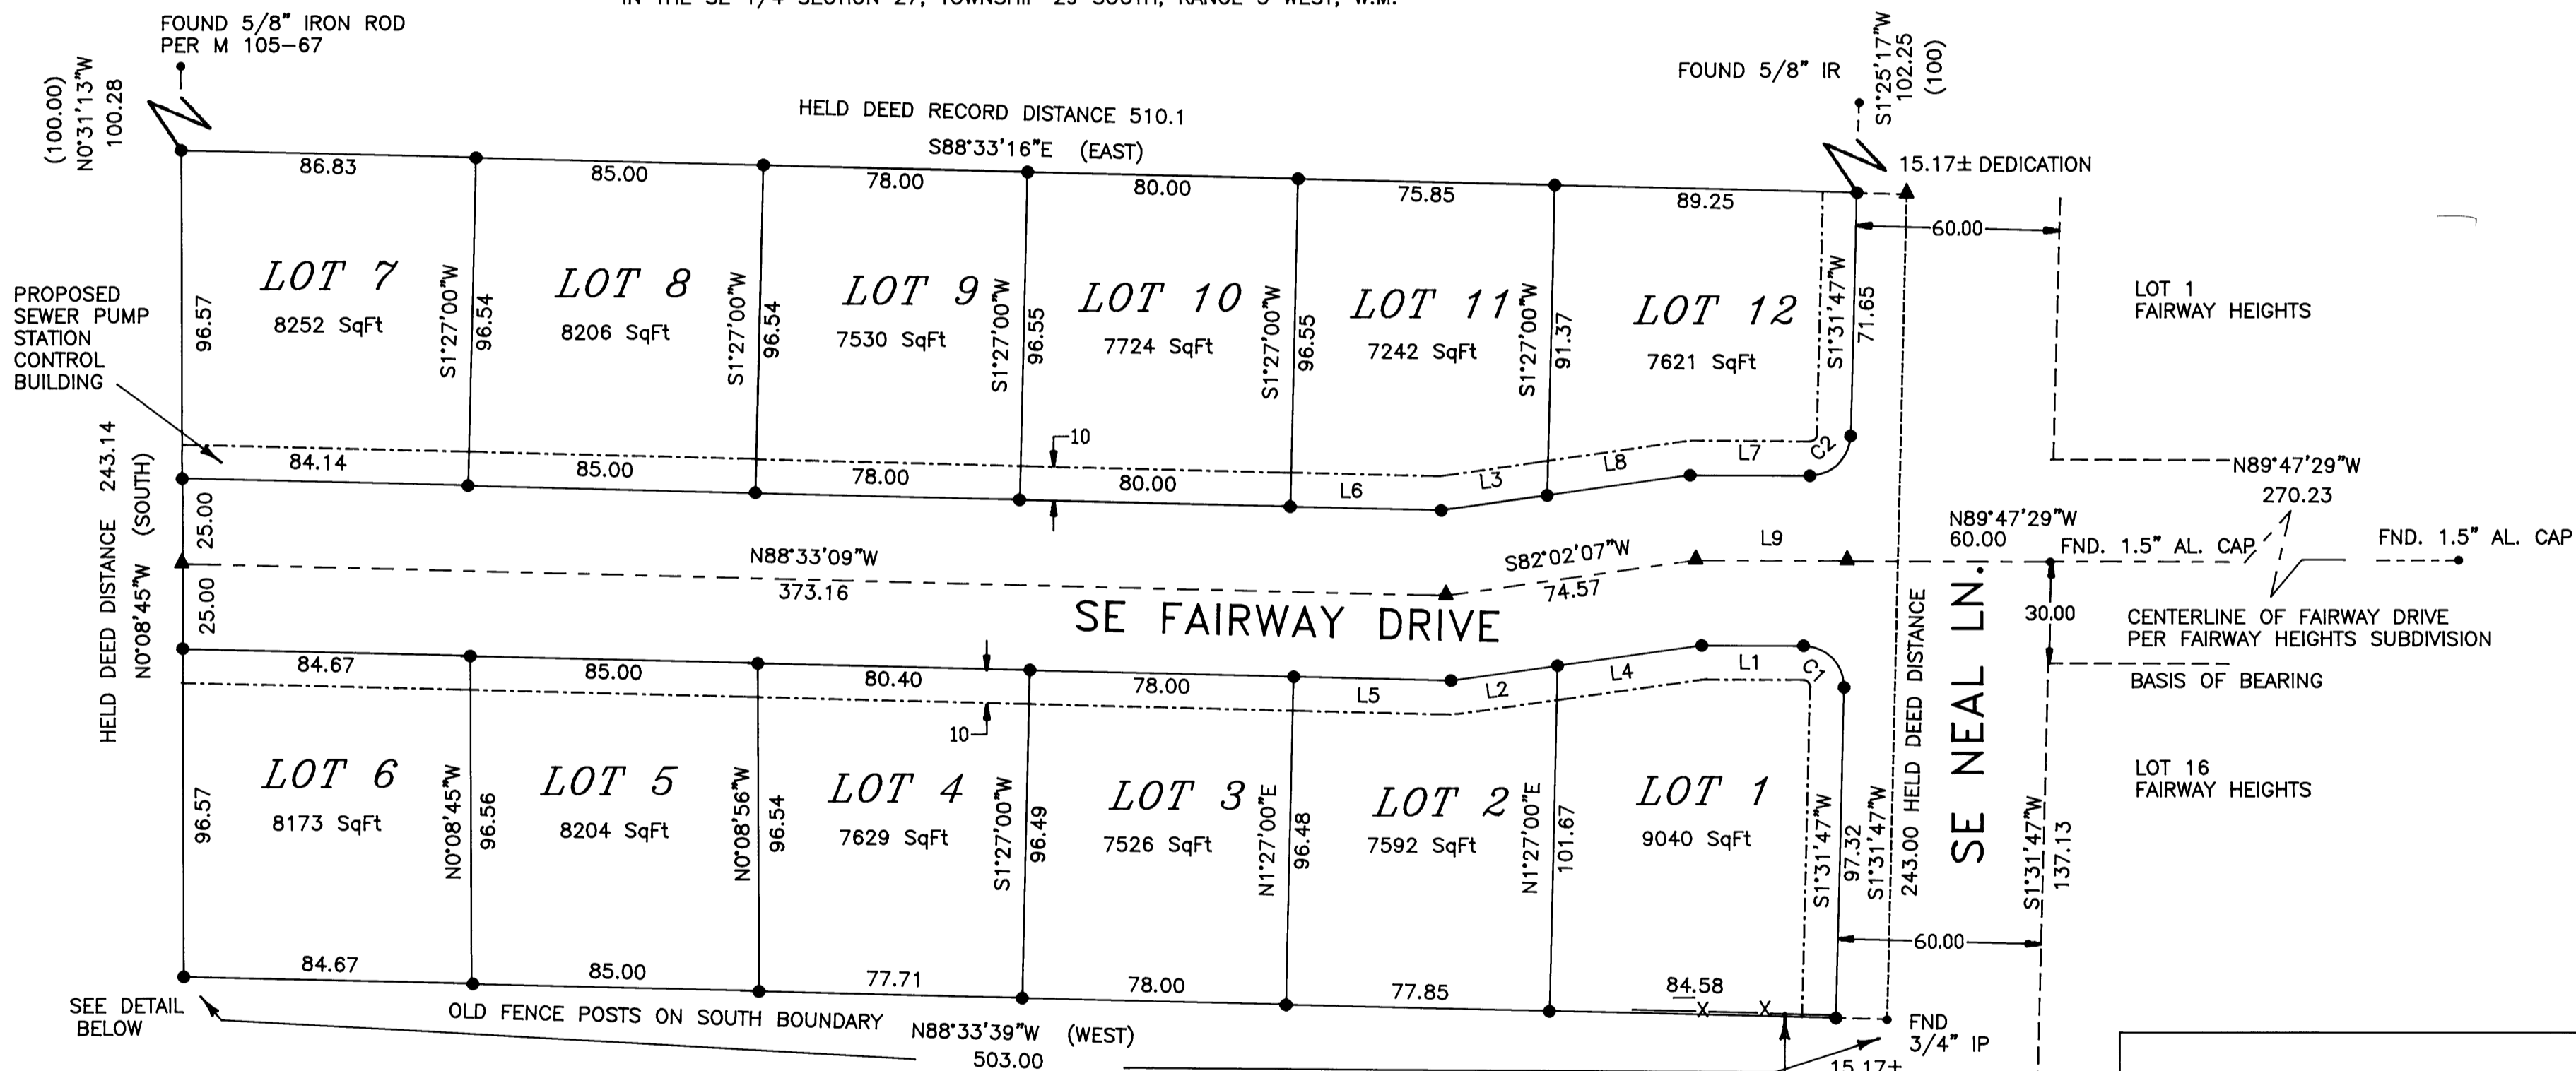 FOUND 5/8" IRON ROD
PER M 105-67
(100.00)
N0°31'13"W
100.28
HELD DEED RECORD DISTANCE 510.1
S88°33'16"E (EAST)
FOUND 5/8" IR
S1°25'17"W
102.25
(100)
15.17± DEDICATION
86.83
85.00
78.00
80.00
75.85
89.25
60.00
LOT 7
8252 SqFt
LOT 8
8206 SqFt
LOT 9
7530 SqFt
LOT 10
7724 SqFt
LOT 11
7242 SqFt
LOT 12
7621 SqFt
96.57
S1°27'00"W
96.54
S1°27'00"W
96.54
S1°27'00"W
96.55
S1°27'00"W
96.55
S1°27'00"W
91.37
S1°31'47"W
71.65
LOT 1
FAIRWAY HEIGHTS
PROPOSED
SEWER PUMP
STATION
CONTROL
BUILDING
84.14
85.00
78.00
10
80.00
L6
L3
L8
L7
C2
HELD DEED DISTANCE 243.14
N0°08'45"W (SOUTH)
25.00
25.00
N88°33'09"W
373.16
S82°02'07"W
74.57
L9
N89°47'29"W
60.00
FND. 1.5" AL. CAP
N89°47'29"W
270.23
FND. 1.5" AL. CAP
SE FAIRWAY DRIVE
30.00
CENTERLINE OF FAIRWAY DRIVE
PER FAIRWAY HEIGHTS SUBDIVISION
BASIS OF BEARING
84.67
85.00
80.40
78.00
L5
L2
L4
L1
C1
10
LOT 6
8173 SqFt
LOT 5
8204 SqFt
LOT 4
7629 SqFt
LOT 3
7526 SqFt
LOT 2
7592 SqFt
LOT 1
9040 SqFt
96.57
N0°08'45"W
96.56
N0°08'56"W
96.54
S1°27'00"W
96.49
N1°27'00"E
96.48
N1°27'00"E
101.67
S1°31'47"W
97.32
S1°31'47"W
243.00 HELD DEED DISTANCE
SE NEAL LN.
S1°31'47"W
137.13
LOT 16
FAIRWAY HEIGHTS
60.00
84.67
85.00
77.71
78.00
77.85
84.58
X X
SEE DETAIL
BELOW
OLD FENCE POSTS ON SOUTH BOUNDARY
N88°33'39"W (WEST)
503.00
FND
3/4" IP
15.17±